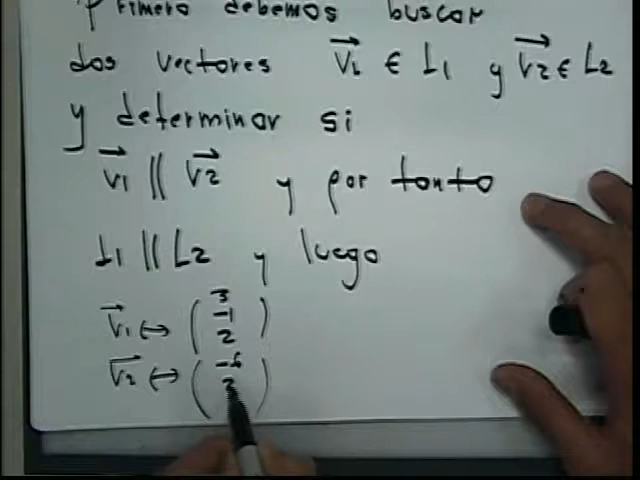 primero debemos buscar
dos vectores v1 ∈ L1 y v2 ∈ L2
y determinar si
v1 || v2 y por tanto
L1 || L2 y luego
v1 ↔ ( 3 -1 2 )
v2 ↔ ( -6 2 )